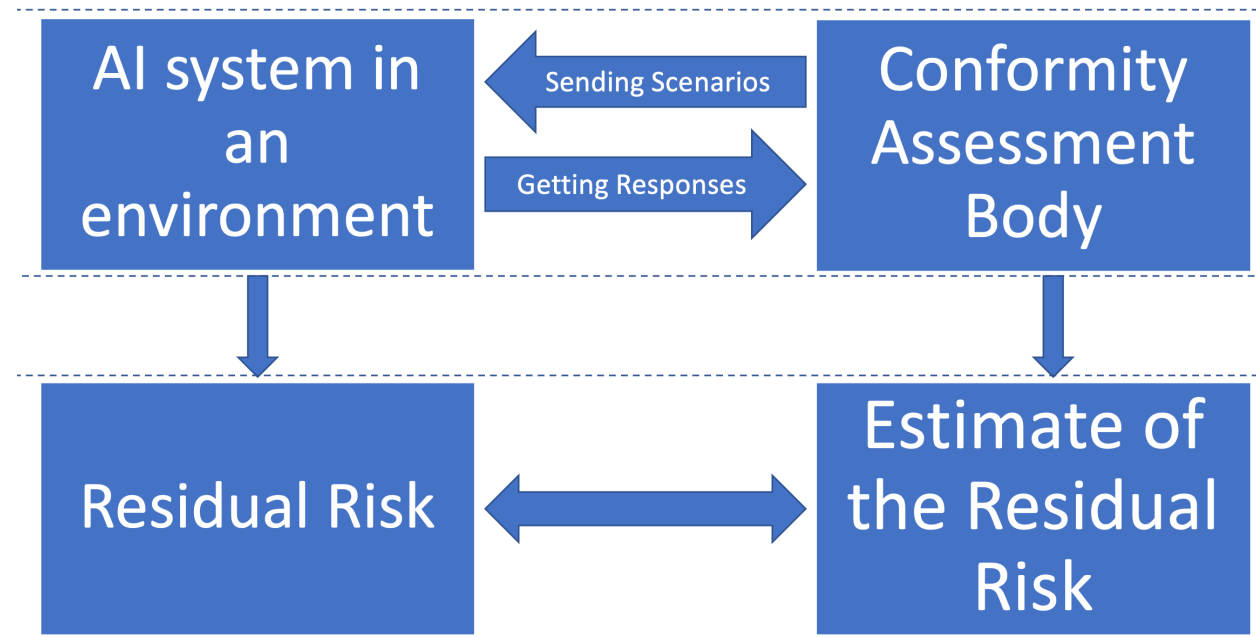 AI system in
an
environment
Sending Scenarios
Getting Responses
Conformity
Assessment
Body
Residual Risk
Estimate of
the Residual
Risk